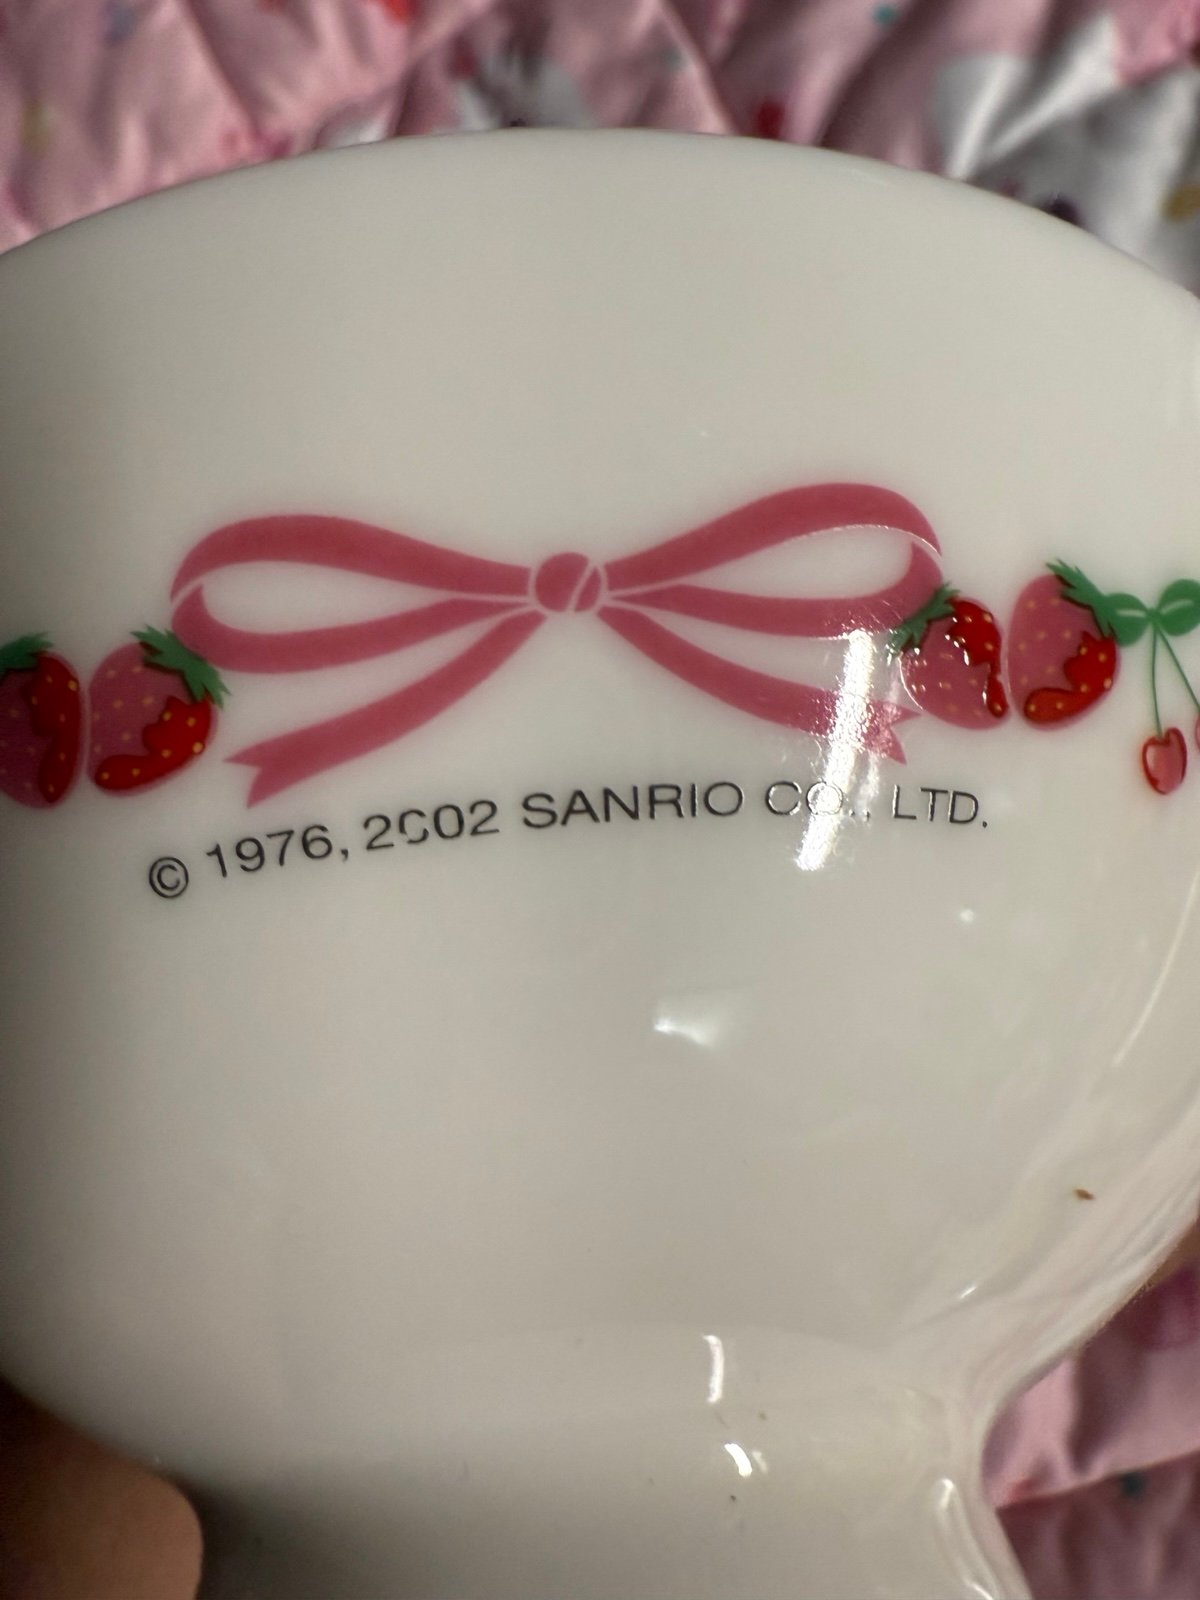 © 1976, 2002 SANRIO CO., LTD.